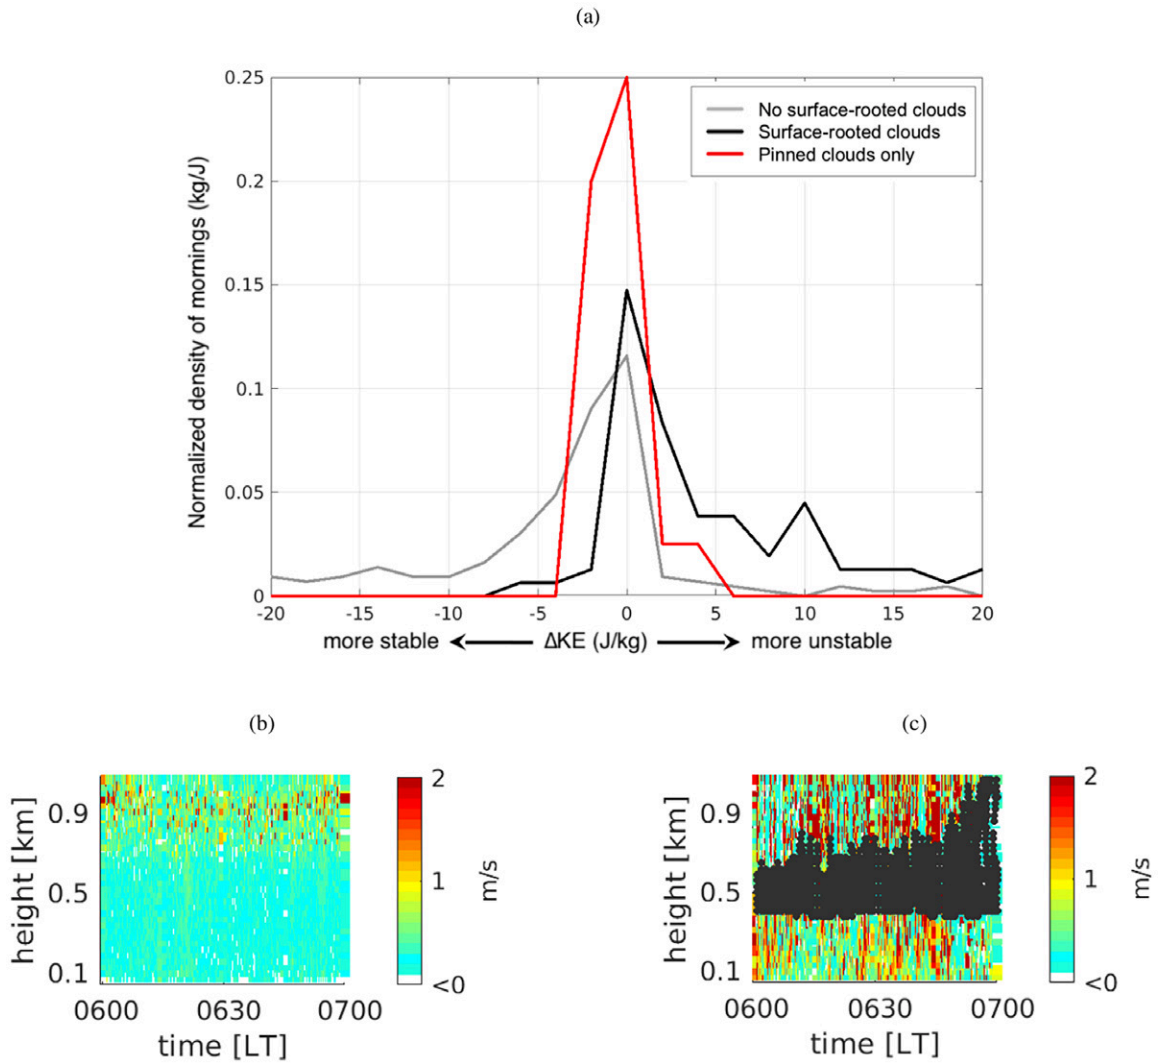 (a)
0.25
0.2
0.15
0.1
0.05
0
Normalized density of mornings (kg/J)
No surface-rooted clouds
Surface-rooted clouds
Pinned clouds only
-20 -15 -10 -5 0 5 10 15 20
more stable ΔKE (J/kg) more unstable
(b)
0.9
0.5
0.1
height [km]
0600 0630 0700
time [LT]
2
1
<0
m/s
(c)
0.9
0.5
0.1
height [km]
0600 0630 0700
time [LT]
2
1
<0
m/s